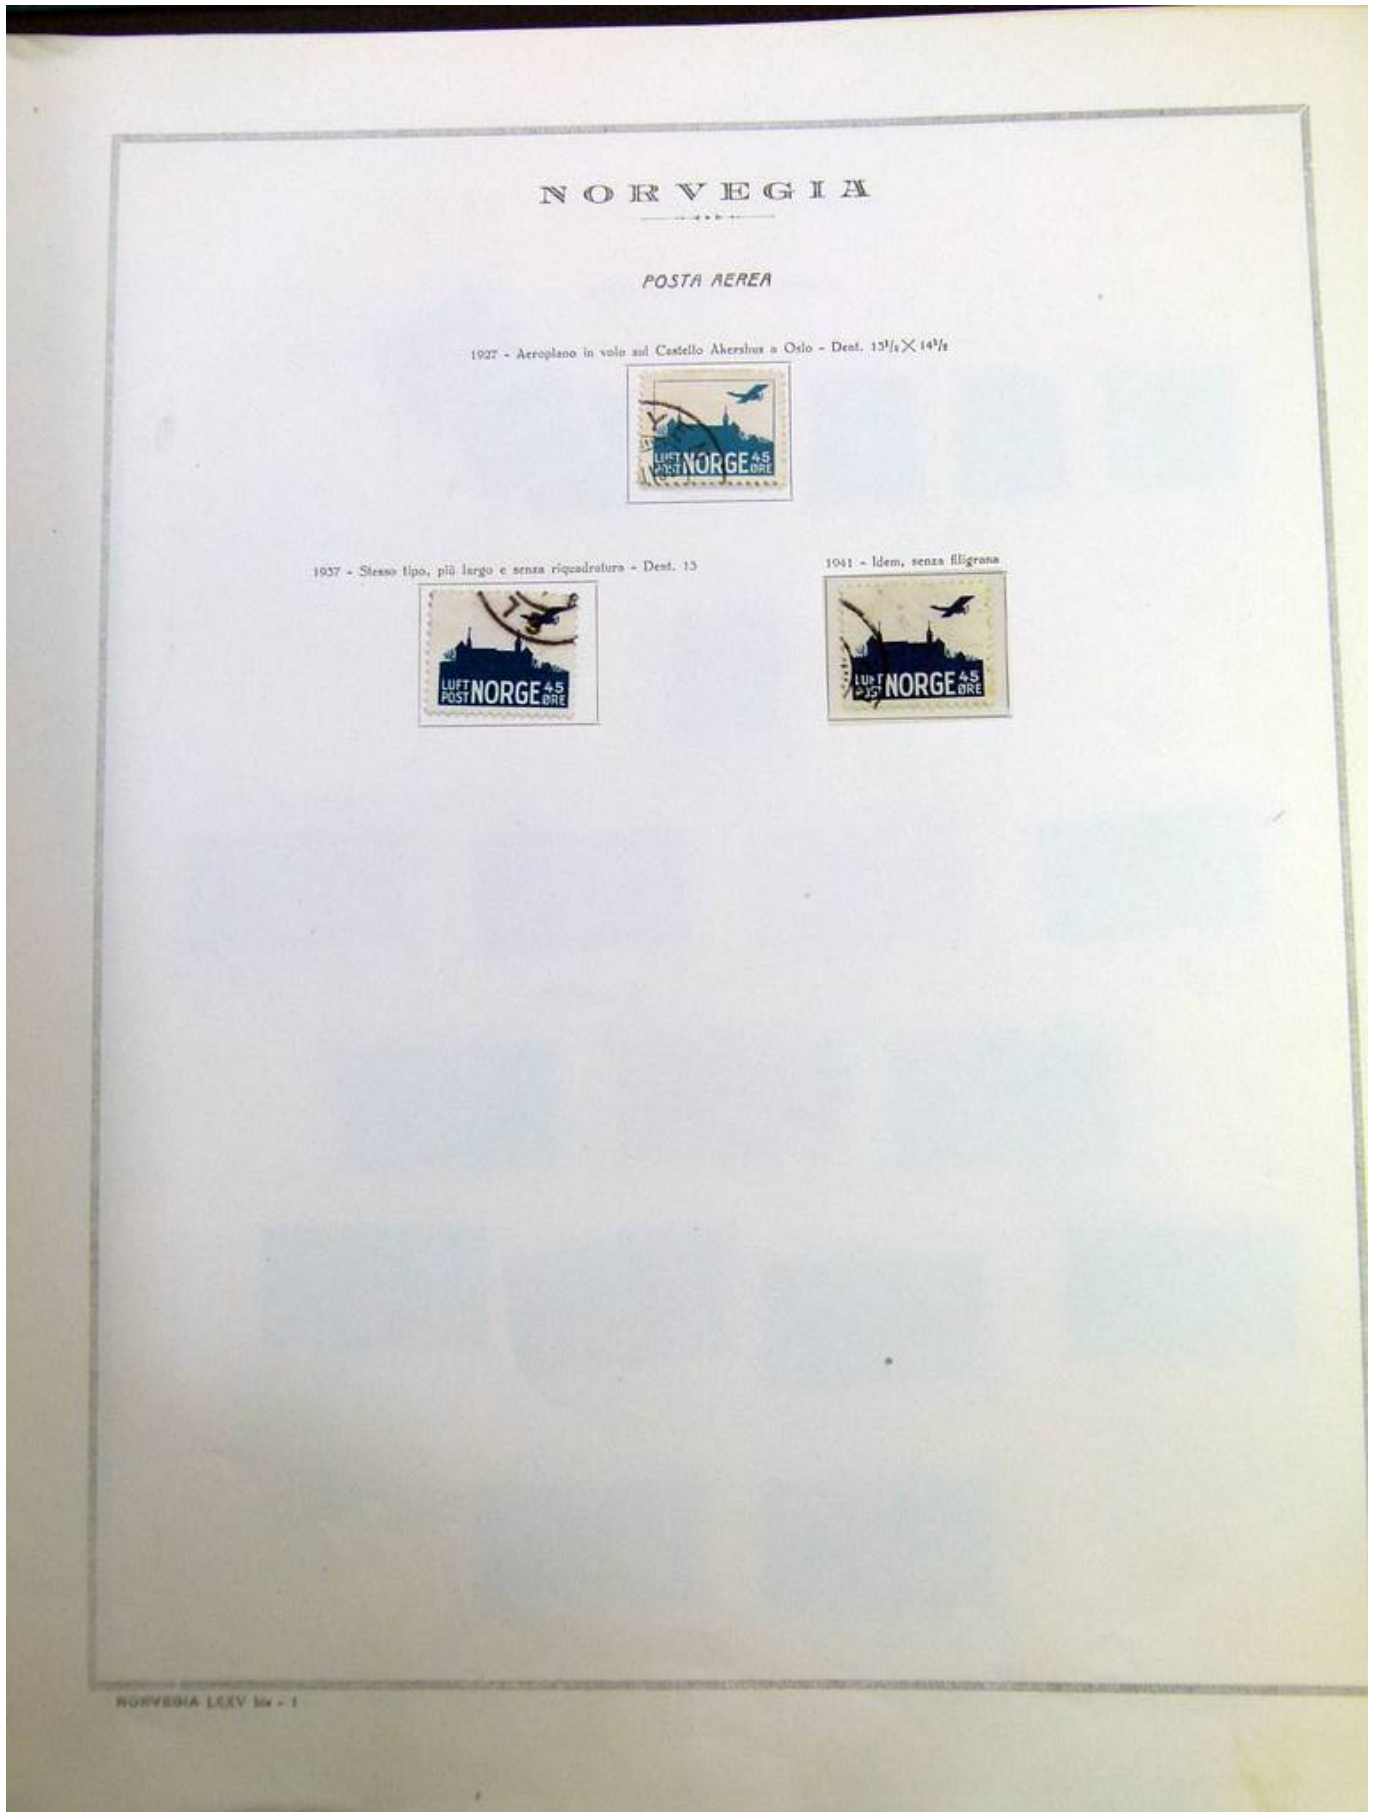 NORVEGIA
POSTA AEREA
1927 - Aeroplano in volo sul Castello Akershus a Oslo - Dent. 13¹/₂ X 14¹/₂
LUFT POST NORGE 45 ØRE
1937 - Stesso tipo, più largo e senza riquadratura - Dent. 13
1941 - Idem, senza filigrana
LUFT POST NORGE 45 ØRE
LUFT POST NORGE 45 ØRE
NORVEGIA LXXV bis - 1